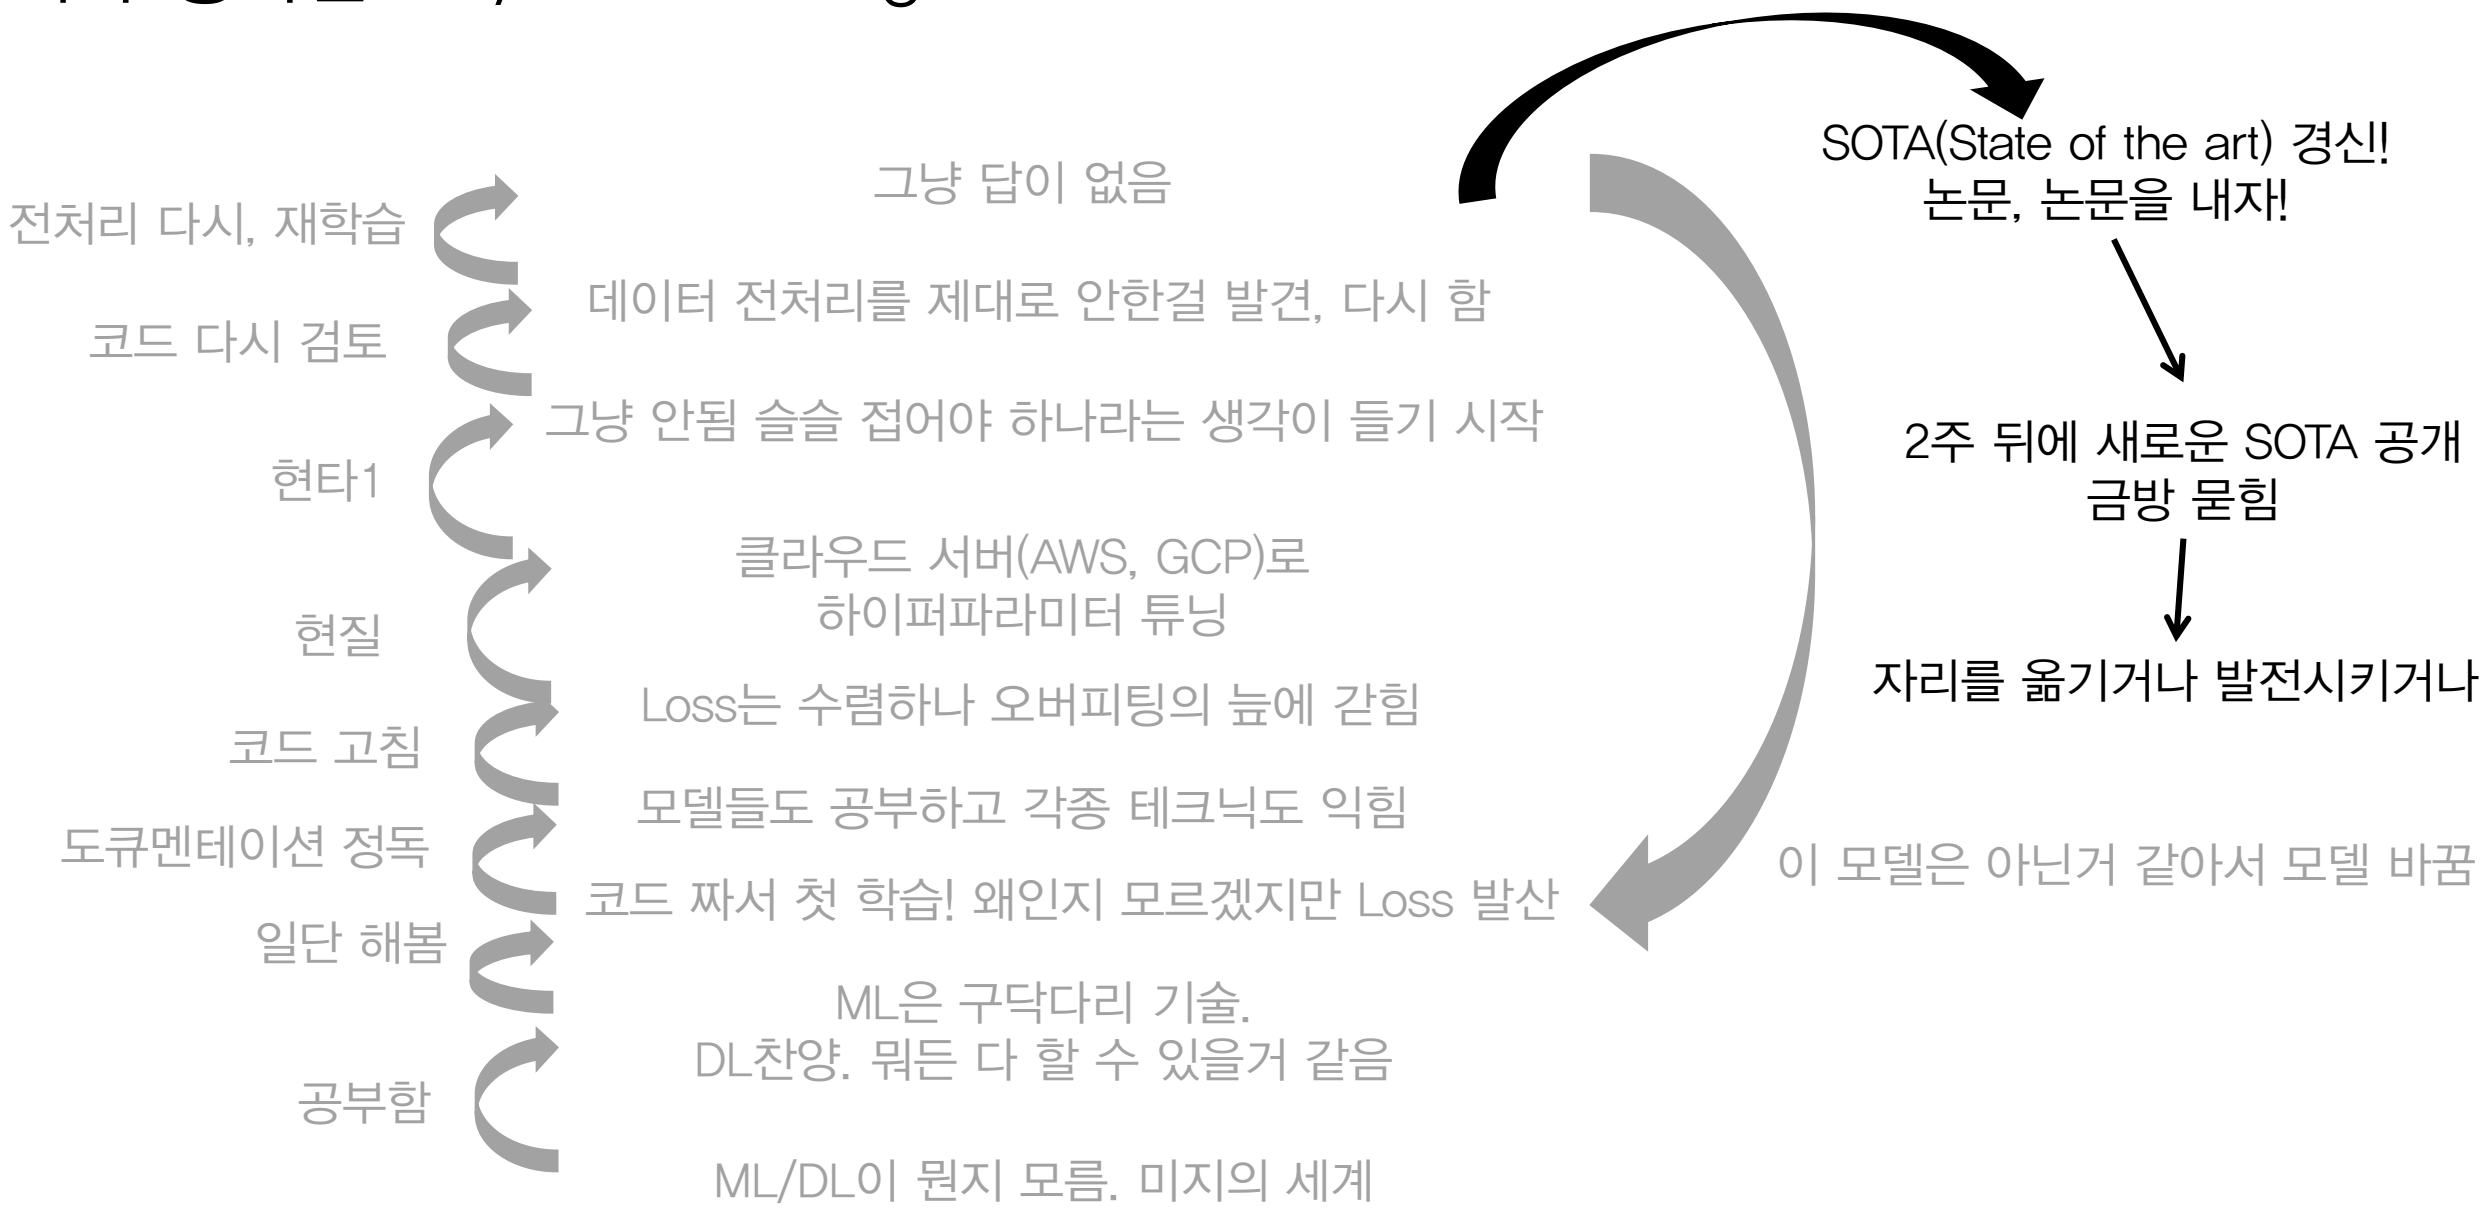 SOTA(State of the art) 경신!
논문, 논문을 내자!
그냥 답이 없음
전처리 다시, 재학습
데이터 전처리를 제대로 안한걸 발견, 다시 함
코드 다시 검토
그냥 안됨 슬슬 접어야 하나라는 생각이 들기 시작
2주 뒤에 새로운 SOTA 공개
금방 묻힘
현타1
클라우드 서버(AWS, GCP)로
하이퍼파라미터 튜닝
현질
Loss는 수렴하나 오버피팅의 늪에 갇힘
자리를 옮기거나 발전시키거나
코드 고침
모델들도 공부하고 각종 테크닉도 익힘
도큐멘테이션 정독
이 모델은 아닌거 같아서 모델 바꿈
코드 짜서 첫 학습! 왜인지 모르겠지만 Loss 발산
일단 해봄
ML은 구닥다리 기술.
DL찬양. 뭐든 다 할 수 있을거 같음
공부함
ML/DL이 뭔지 모름. 미지의 세계